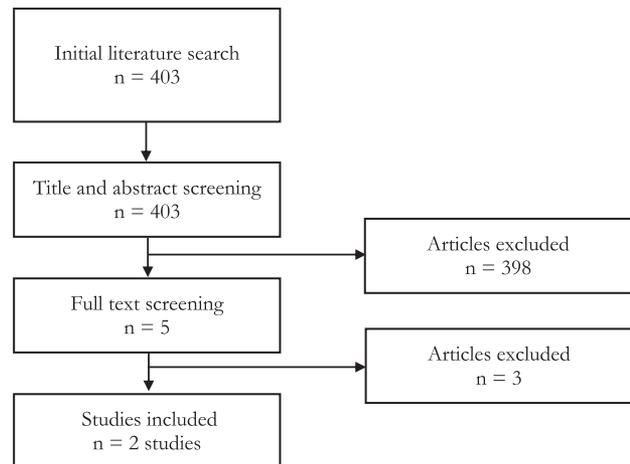 Initial literature search
n = 403
Title and abstract screening
n = 403
Articles excluded
n = 398
Full text screening
n = 5
Articles excluded
n = 3
Studies included
n = 2 studies